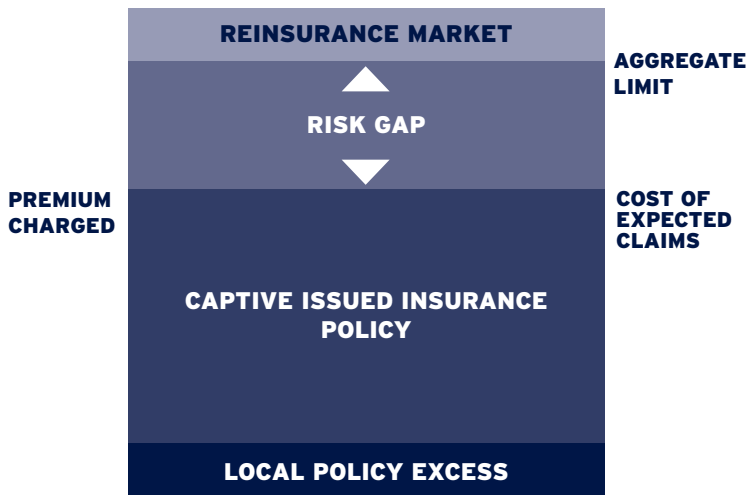 REINSURANCE MARKET
AGGREGATE
LIMIT
RISK GAP
PREMIUM
CHARGED
COST OF
EXPECTED
CLAIMS
CAPTIVE ISSUED INSURANCE
POLICY
LOCAL POLICY EXCESS